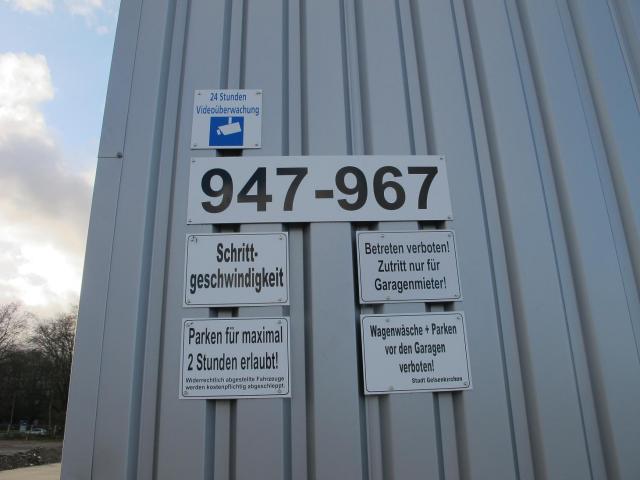 24 Stunden
Videoüberwachung
947-967
Schritt-
geschwindigkeit
Betreten verboten!
Zutritt nur für
Garagenmieter!
Parken für maximal
2 Stunden erlaubt!
Widerrechtlich abgestellte Fahrzeuge
werden kostenpflichtig abgeschleppt.
Wagenwäsche + Parken
vor den Garagen
verboten!
Stadt Gelsenkirchen